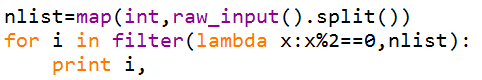 nlist=map(int,raw_input().split())
for i in filter(lambda x:x%2==0,nlist):
    print i,